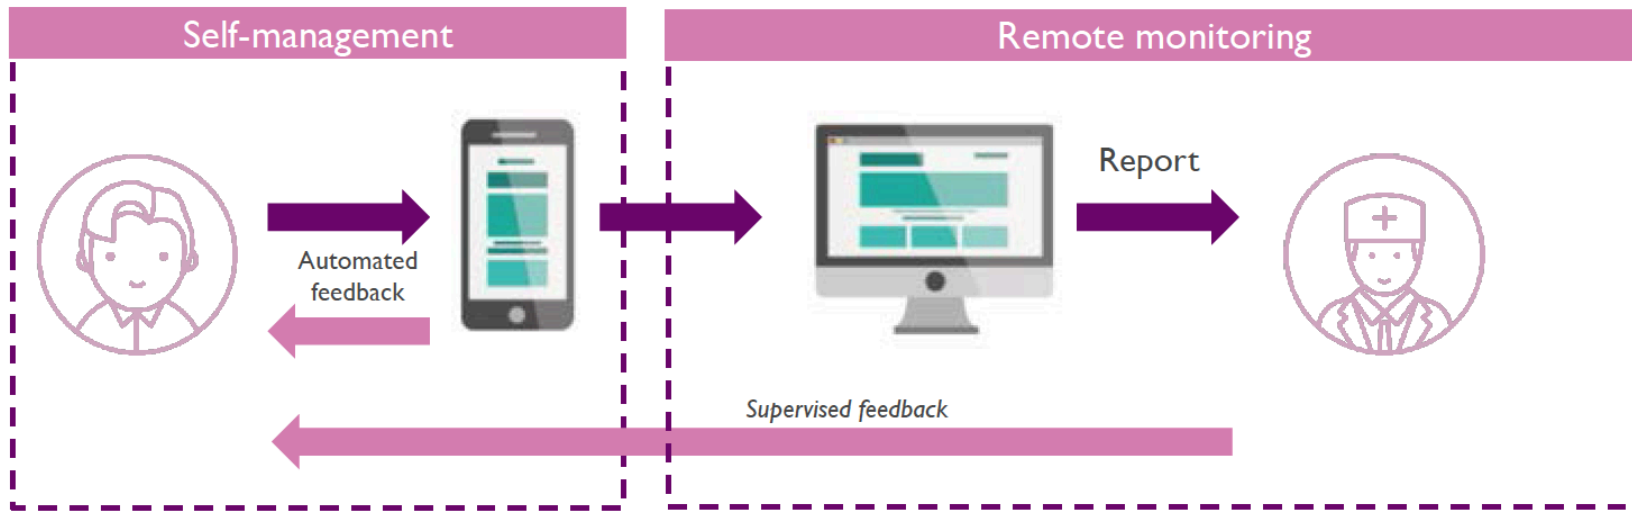 Self-management
Remote monitoring
Report
Automated
feedback
Supervised feedback